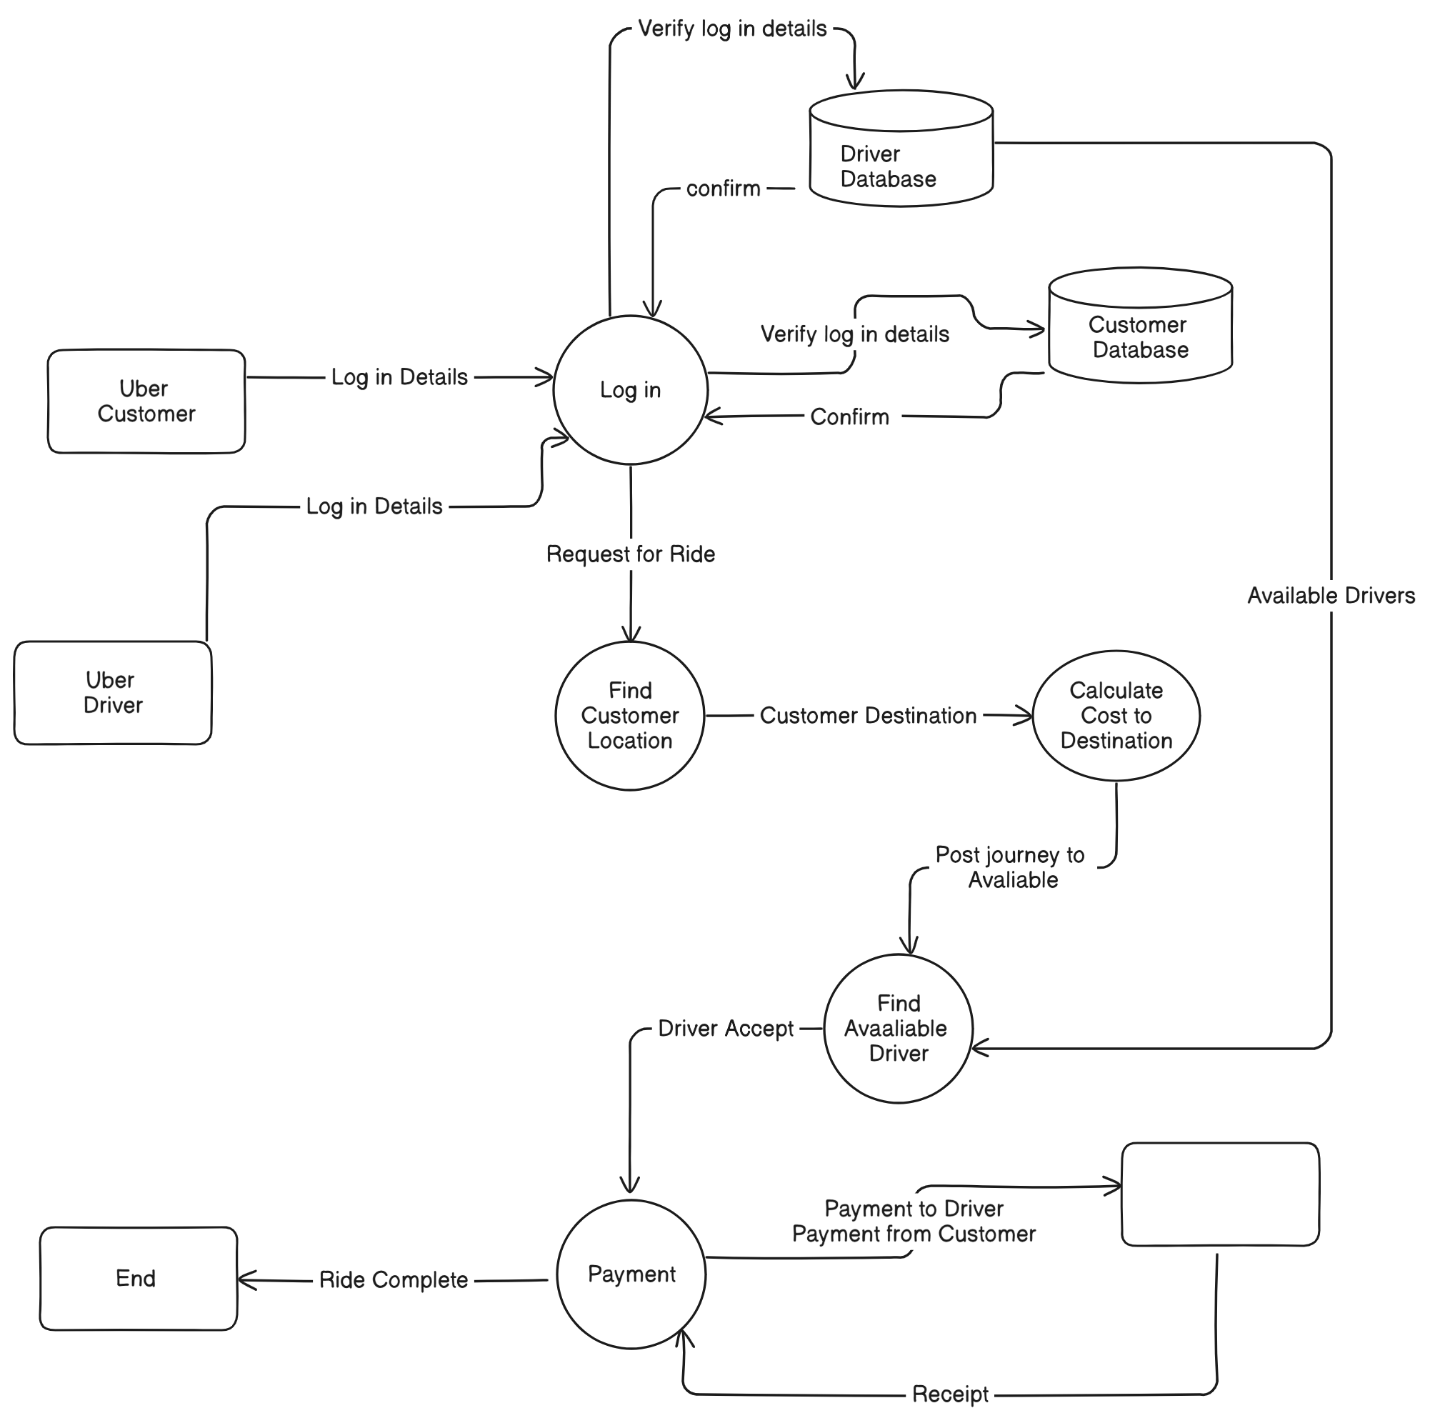 Verify log in details
Driver
Database
confirm
Customer
Database
Verify log in details
Uber
Customer
Log in Details
Log in
Confirm
Log in Details
Request for Ride
Available Drivers
Uber
Driver
Find
Customer
Location
Customer Destination
Calculate
Cost to
Destination
Post journey to
Avaliable
Find
Avaaliable
Driver
Driver Accept
Payment to Driver
Payment from Customer
End
Ride Complete
Payment
Receipt